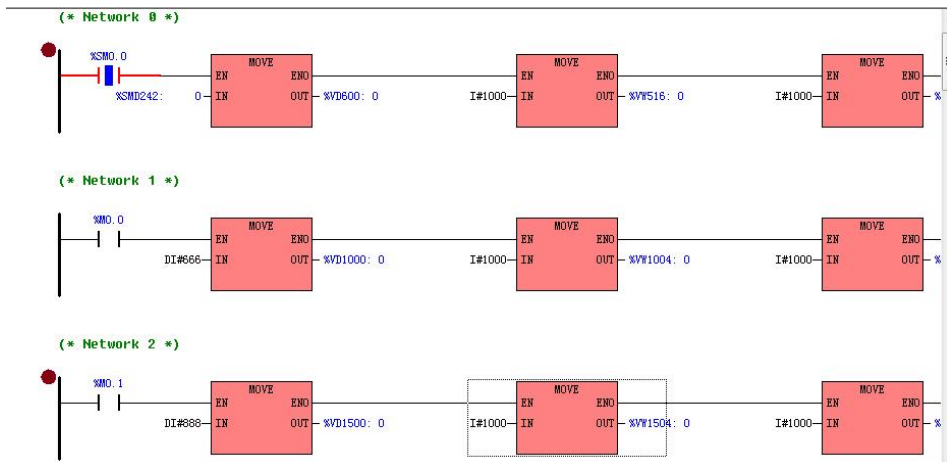 (* Network 0 *)
%SM0.0 MOVE MOVE MOVE
EN ENO EN ENO EN ENO
%SMD242: 0 IN OUT %VD600: 0 I#1000 IN OUT %VW516: 0 I#1000 IN OUT %
(* Network 1 *)
%M0.0 MOVE MOVE MOVE
EN ENO EN ENO EN ENO
DI#666 IN OUT %VD1000: 0 I#1000 IN OUT %VW1004: 0 I#1000 IN OUT %
(* Network 2 *)
%M0.1 MOVE MOVE MOVE
EN ENO EN ENO EN ENO
DI#888 IN OUT %VD1500: 0 I#1000 IN OUT %VW1504: 0 I#1000 IN OUT %